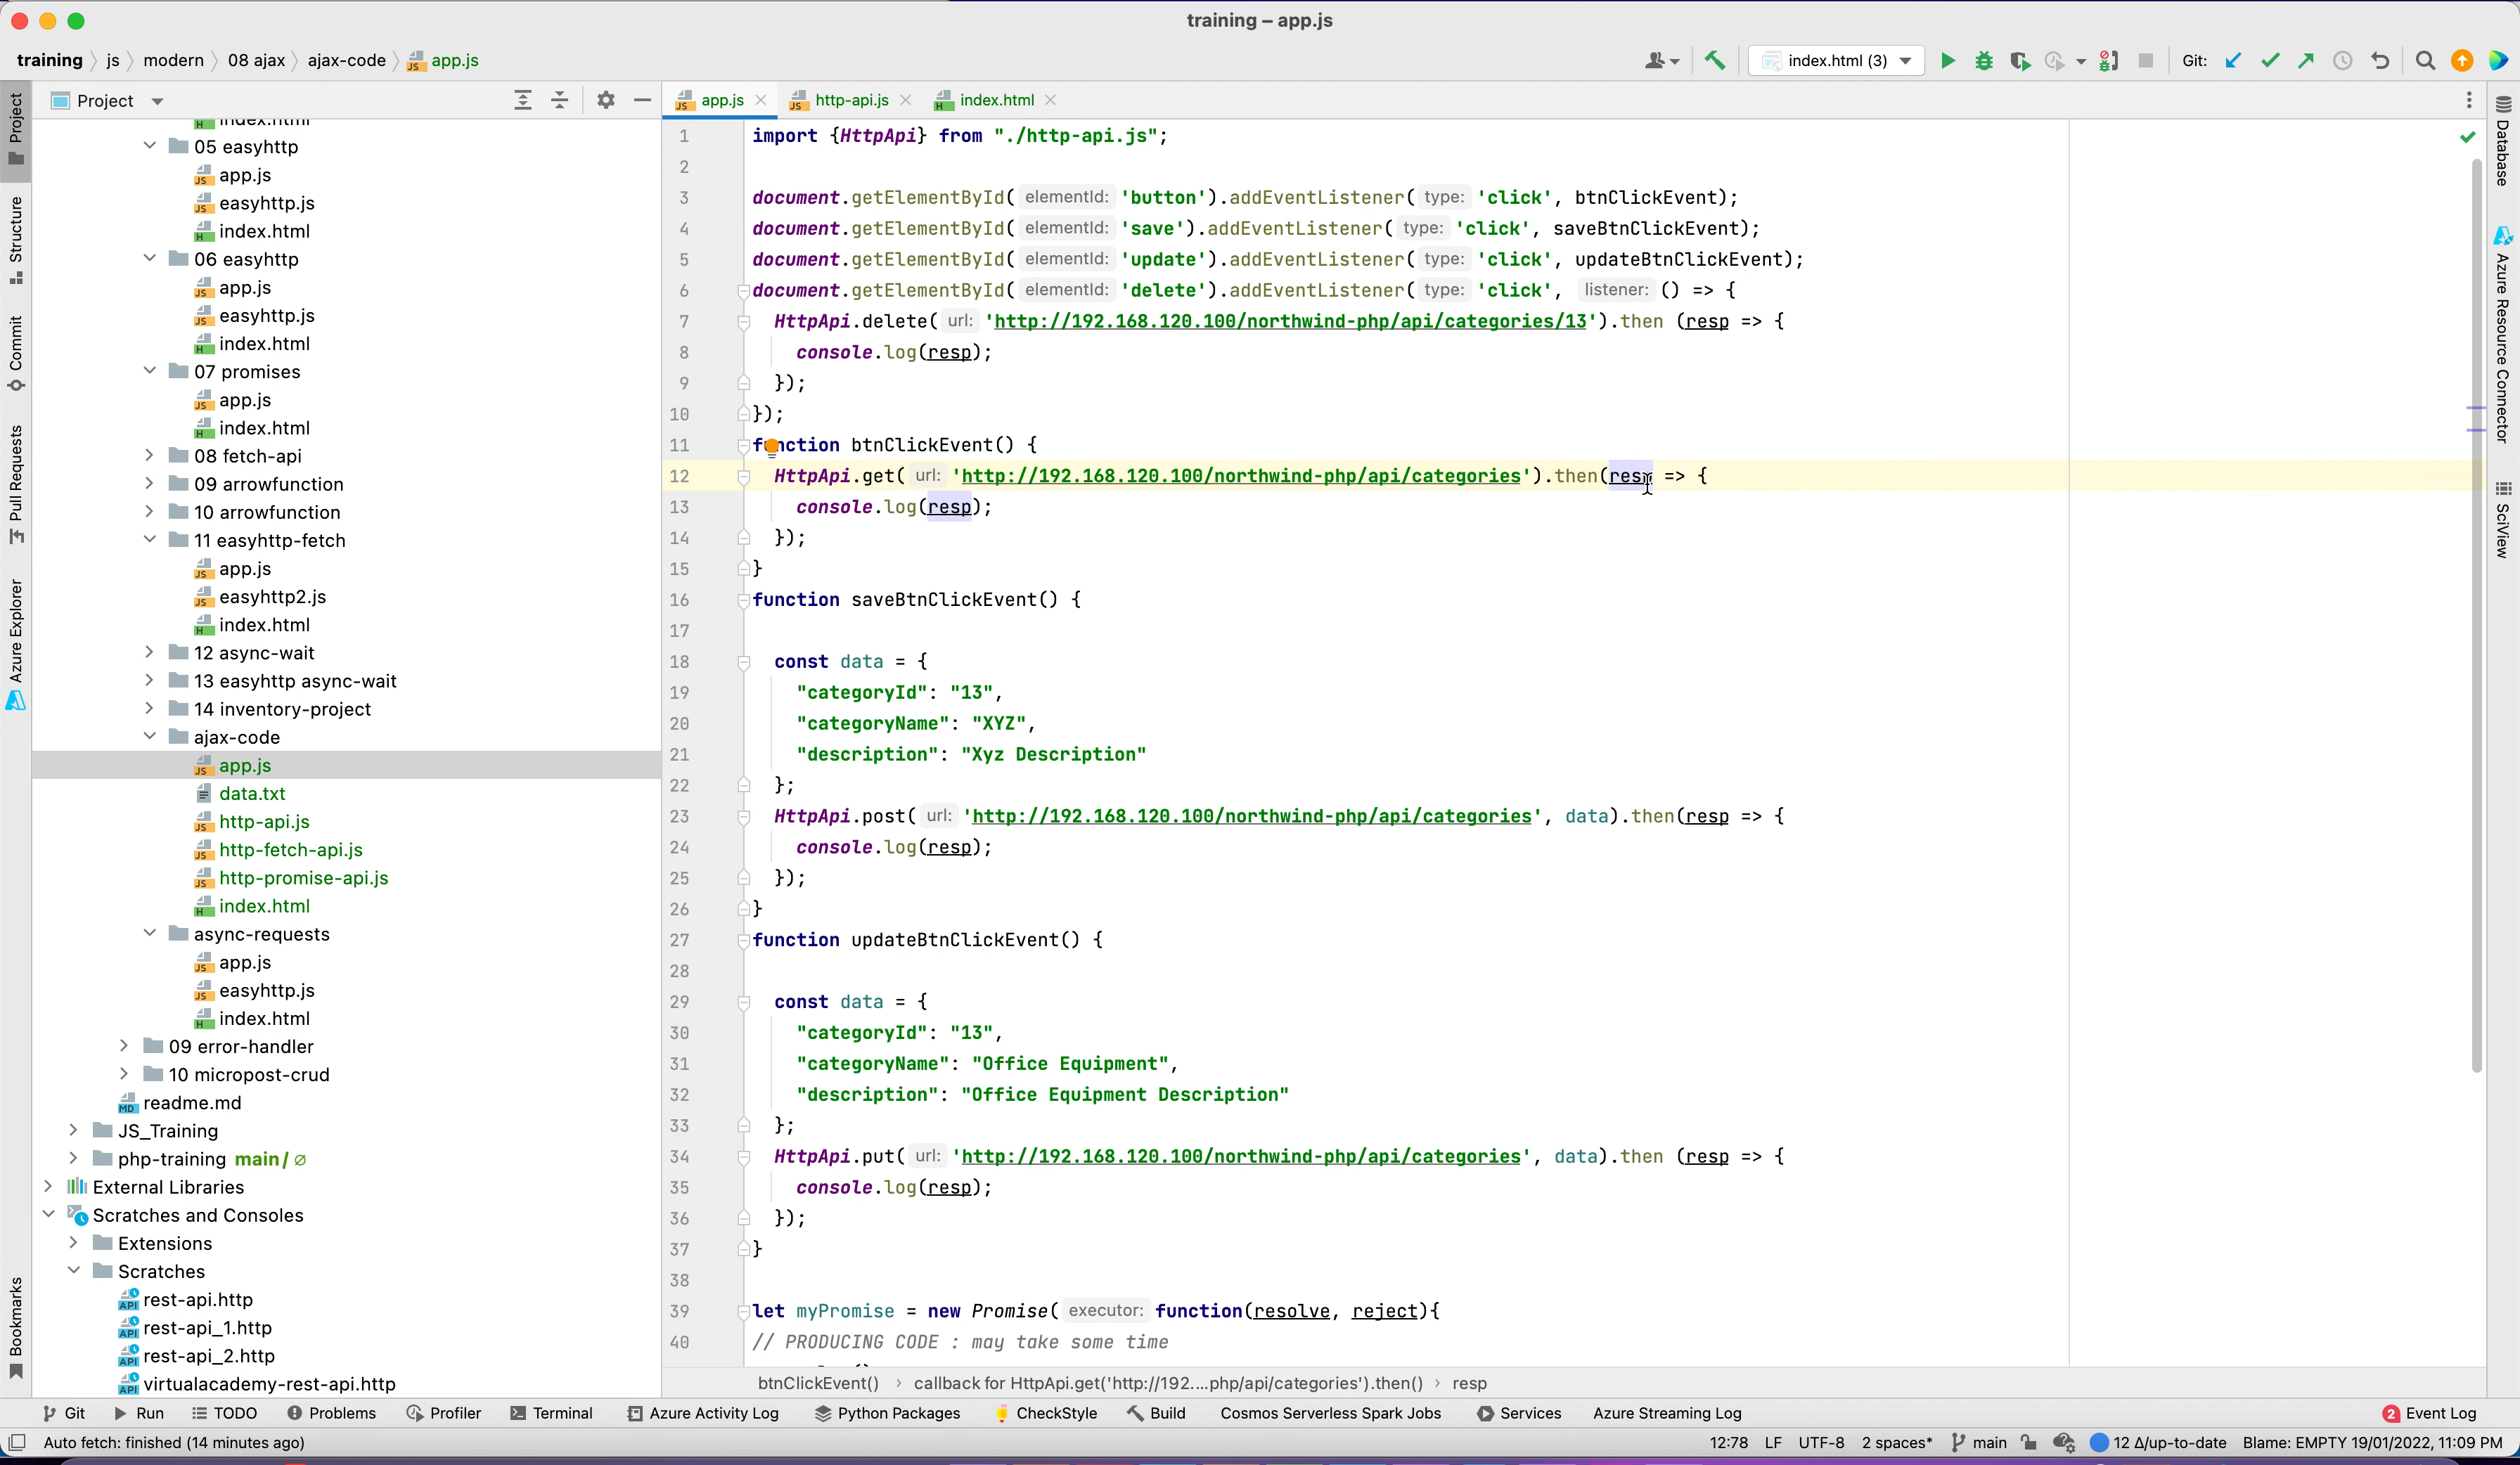 training – app.js
training › js › modern › 08 ajax › ajax-code › app.js
index.html (3)
Git:
Project
app.js
http-api.js
index.html
Project
Structure
Commit
Pull Requests
Azure Explorer
Bookmarks
index.html
05 easyhttp
app.js
easyhttp.js
index.html
06 easyhttp
app.js
easyhttp.js
index.html
07 promises
app.js
index.html
08 fetch-api
09 arrowfunction
10 arrowfunction
11 easyhttp-fetch
app.js
easyhttp2.js
index.html
12 async-wait
13 easyhttp async-wait
14 inventory-project
ajax-code
app.js
data.txt
http-api.js
http-fetch-api.js
http-promise-api.js
index.html
async-requests
app.js
easyhttp.js
index.html
09 error-handler
10 micropost-crud
readme.md
JS_Training
php-training main / ∅
External Libraries
Scratches and Consoles
Extensions
Scratches
rest-api.http
rest-api_1.http
rest-api_2.http
virtualacademy-rest-api.http
1 import {HttpApi} from "./http-api.js";
2
3 document.getElementById( elementId: 'button').addEventListener( type: 'click', btnClickEvent);
4 document.getElementById( elementId: 'save').addEventListener( type: 'click', saveBtnClickEvent);
5 document.getElementById( elementId: 'update').addEventListener( type: 'click', updateBtnClickEvent);
6 document.getElementById( elementId: 'delete').addEventListener( type: 'click', listener: () => {
7 HttpApi.delete( url: 'http://192.168.120.100/northwind-php/api/categories/13').then (resp => {
8 console.log(resp);
9 });
10 });
11 function btnClickEvent() {
12 HttpApi.get( url: 'http://192.168.120.100/northwind-php/api/categories').then(resp => {
13 console.log(resp);
14 });
15 }
16 function saveBtnClickEvent() {
17
18 const data = {
19 "categoryId": "13",
20 "categoryName": "XYZ",
21 "description": "Xyz Description"
22 };
23 HttpApi.post( url: 'http://192.168.120.100/northwind-php/api/categories', data).then(resp => {
24 console.log(resp);
25 });
26 }
27 function updateBtnClickEvent() {
28
29 const data = {
30 "categoryId": "13",
31 "categoryName": "Office Equipment",
32 "description": "Office Equipment Description"
33 };
34 HttpApi.put( url: 'http://192.168.120.100/northwind-php/api/categories', data).then (resp => {
35 console.log(resp);
36 });
37 }
38
39 let myPromise = new Promise( executor: function(resolve, reject){
40 // PRODUCING CODE : may take some time
btnClickEvent() › callback for HttpApi.get('http://192....php/api/categories').then() › resp
Database
Azure Resource Connector
SciView
Git Run TODO Problems Profiler Terminal Azure Activity Log Python Packages CheckStyle Build Cosmos Serverless Spark Jobs Services Azure Streaming Log 2 Event Log
Auto fetch: finished (14 minutes ago) 12:78 LF UTF-8 2 spaces* main 12 Δ/up-to-date Blame: EMPTY 19/01/2022, 11:09 PM